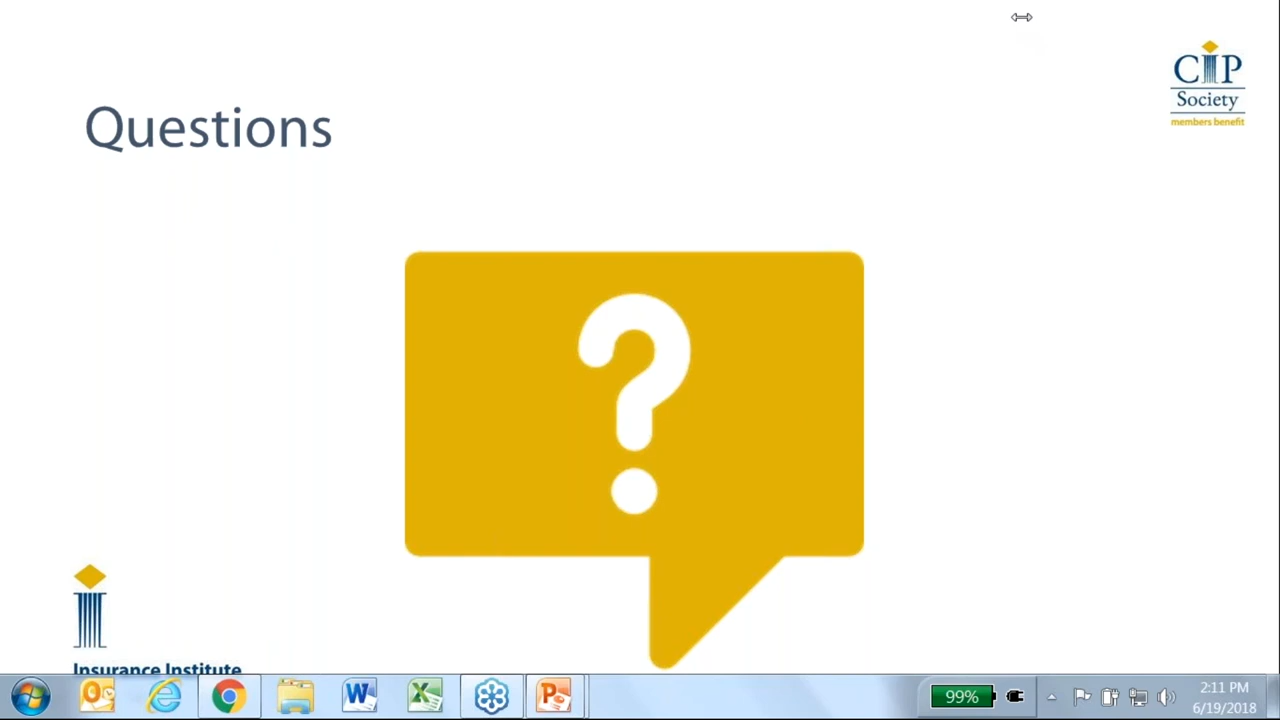 CIP
Society
members benefit
Questions
?
Insurance Institute
99%
2:11 PM
6/19/2018